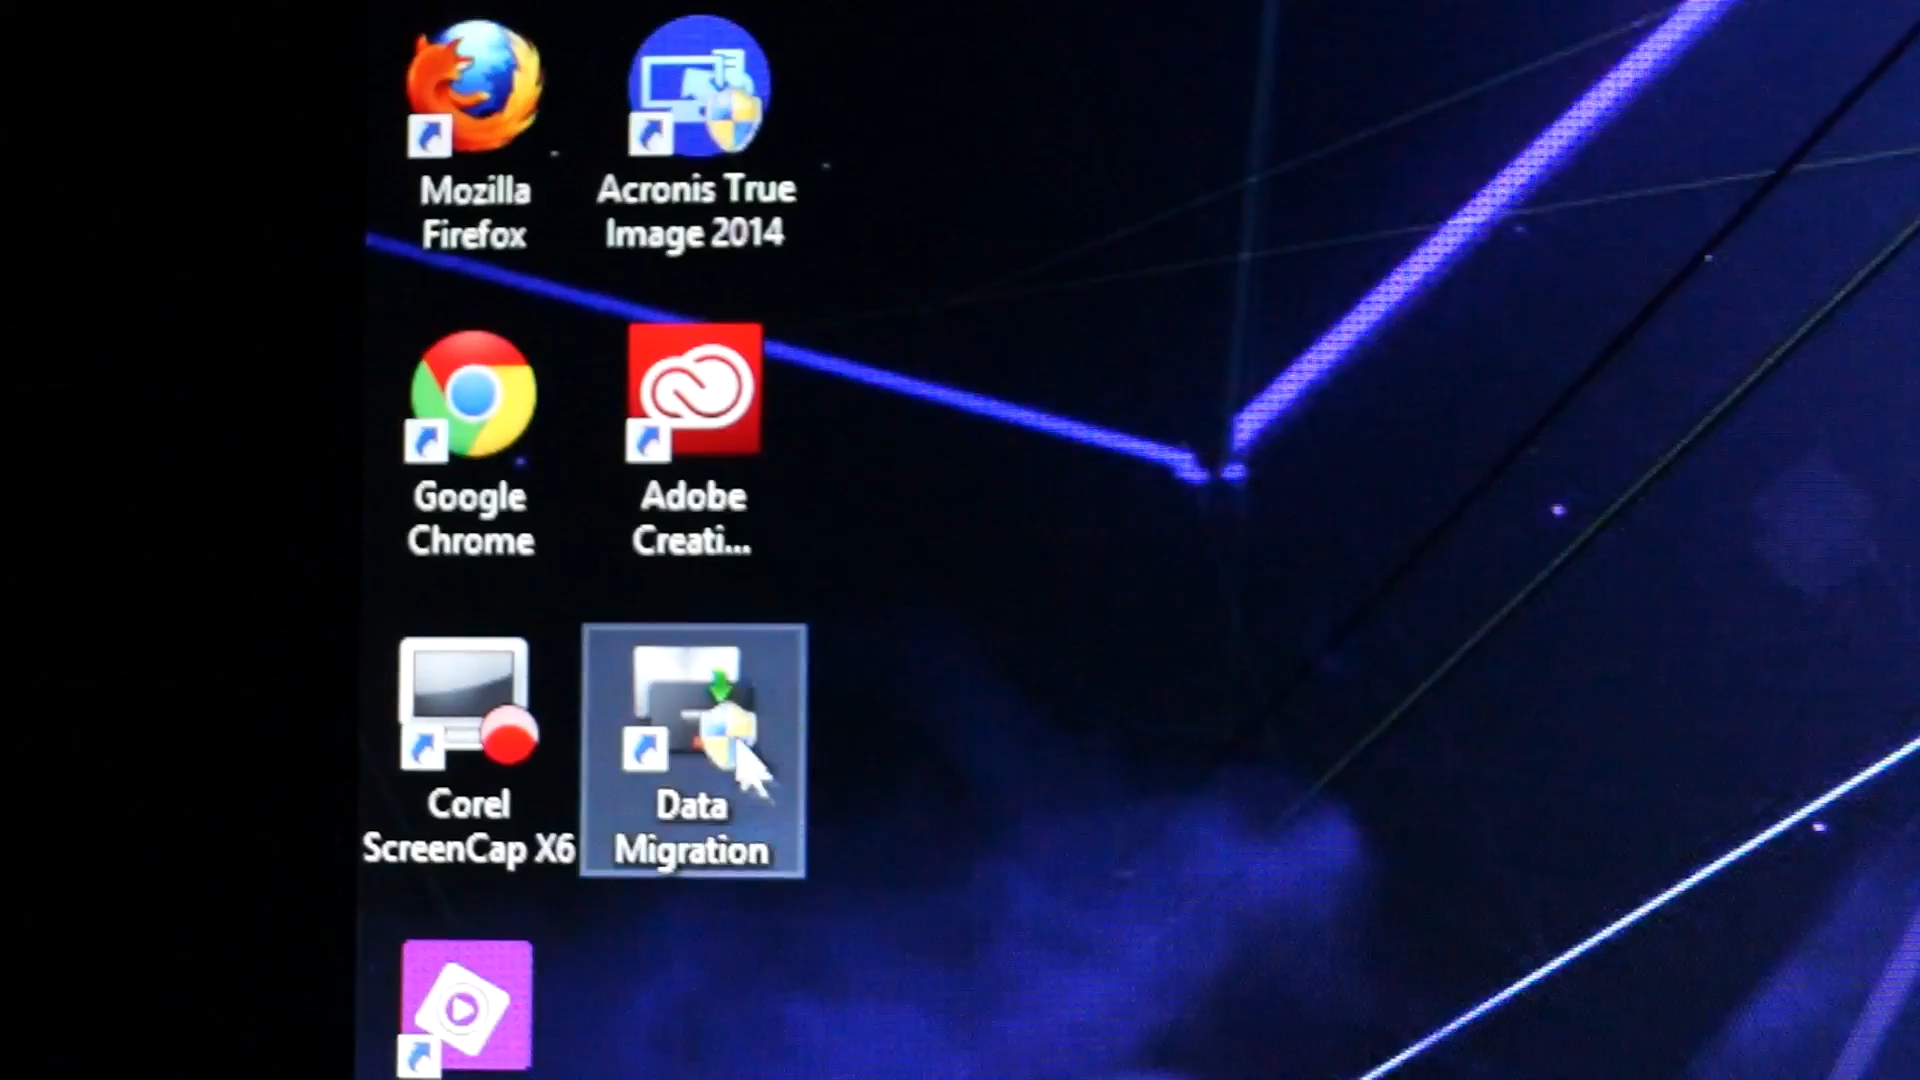 Mozilla
Firefox
Acronis True
Image 2014
Google
Chrome
Adobe
Creati...
Corel
ScreenCap X6
Data
Migration